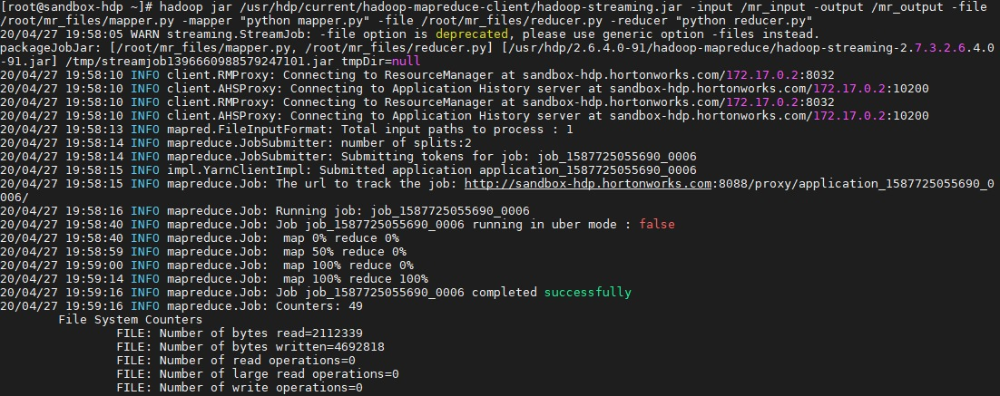 [root@sandbox-hdp ~]# hadoop jar /usr/hdp/current/hadoop-mapreduce-client/hadoop-streaming.jar -input /mr_input -output /mr_output -file
/root/mr_files/mapper.py -mapper "python mapper.py" -file /root/mr_files/reducer.py -reducer "python reducer.py"
20/04/27 19:58:05 WARN streaming.StreamJob: -file option is deprecated, please use generic option -files instead.
packageJobJar: [/root/mr_files/mapper.py, /root/mr_files/reducer.py] [/usr/hdp/2.6.4.0-91/hadoop-mapreduce/hadoop-streaming-2.7.3.2.6.4.0
-91.jar] /tmp/streamjob1396660988579247101.jar tmpDir=null
20/04/27 19:58:10 INFO client.RMProxy: Connecting to ResourceManager at sandbox-hdp.hortonworks.com/172.17.0.2:8032
20/04/27 19:58:10 INFO client.AHSProxy: Connecting to Application History server at sandbox-hdp.hortonworks.com/172.17.0.2:10200
20/04/27 19:58:10 INFO client.RMProxy: Connecting to ResourceManager at sandbox-hdp.hortonworks.com/172.17.0.2:8032
20/04/27 19:58:10 INFO client.AHSProxy: Connecting to Application History server at sandbox-hdp.hortonworks.com/172.17.0.2:10200
20/04/27 19:58:13 INFO mapred.FileInputFormat: Total input paths to process : 1
20/04/27 19:58:14 INFO mapreduce.JobSubmitter: number of splits:2
20/04/27 19:58:14 INFO mapreduce.JobSubmitter: Submitting tokens for job: job_1587725055690_0006
20/04/27 19:58:15 INFO impl.YarnClientImpl: Submitted application application_1587725055690_0006
20/04/27 19:58:15 INFO mapreduce.Job: The url to track the job: http://sandbox-hdp.hortonworks.com:8088/proxy/application_1587725055690_0
006/
20/04/27 19:58:16 INFO mapreduce.Job: Running job: job_1587725055690_0006
20/04/27 19:58:40 INFO mapreduce.Job: Job job_1587725055690_0006 running in uber mode : false
20/04/27 19:58:40 INFO mapreduce.Job:  map 0% reduce 0%
20/04/27 19:58:59 INFO mapreduce.Job:  map 50% reduce 0%
20/04/27 19:59:00 INFO mapreduce.Job:  map 100% reduce 0%
20/04/27 19:59:14 INFO mapreduce.Job:  map 100% reduce 100%
20/04/27 19:59:16 INFO mapreduce.Job: Job job_1587725055690_0006 completed successfully
20/04/27 19:59:16 INFO mapreduce.Job: Counters: 49
File System Counters
FILE: Number of bytes read=2112339
FILE: Number of bytes written=4692818
FILE: Number of read operations=0
FILE: Number of large read operations=0
FILE: Number of write operations=0